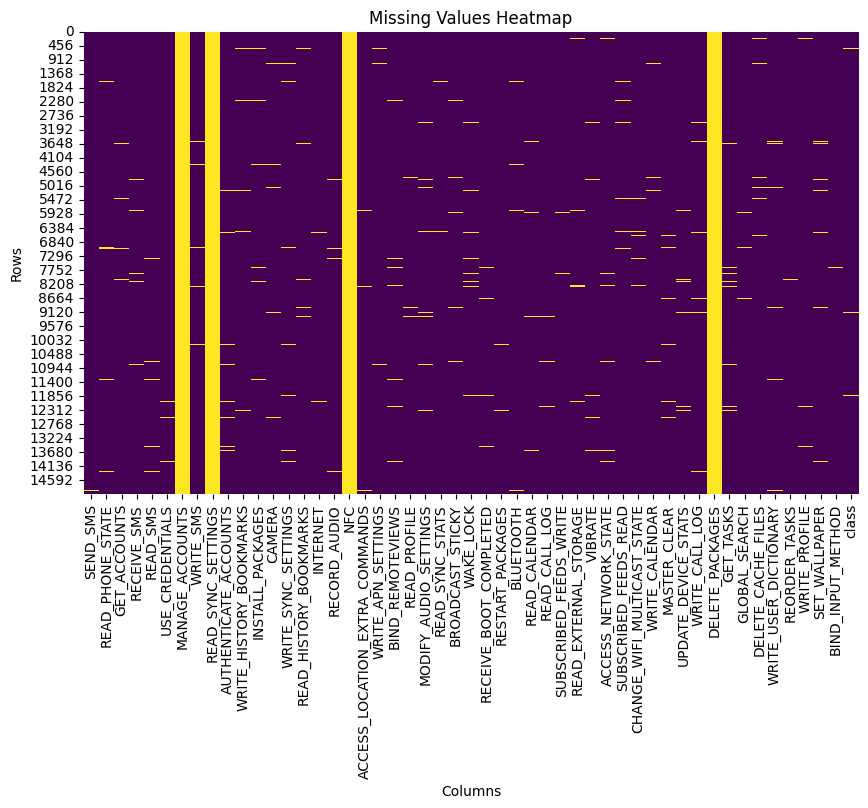 Missing Values Heatmap
Rows
0
456
912
1368
1824
2280
2736
3192
3648
4104
4560
5016
5472
5928
6384
6840
7296
7752
8208
8664
9120
9576
10032
10488
10944
11400
11856
12312
12768
13224
13680
14136
14592
SEND_SMS
READ_PHONE_STATE
GET_ACCOUNTS
RECEIVE_SMS
READ_SMS
USE_CREDENTIALS
MANAGE_ACCOUNTS
WRITE_SMS
READ_SYNC_SETTINGS
AUTHENTICATE_ACCOUNTS
WRITE_HISTORY_BOOKMARKS
INSTALL_PACKAGES
CAMERA
WRITE_SYNC_SETTINGS
READ_HISTORY_BOOKMARKS
INTERNET
RECORD_AUDIO
NFC
ACCESS_LOCATION_EXTRA_COMMANDS
WRITE_APN_SETTINGS
BIND_REMOTEVIEWS
READ_PROFILE
MODIFY_AUDIO_SETTINGS
READ_SYNC_STATS
BROADCAST_STICKY
WAKE_LOCK
RECEIVE_BOOT_COMPLETED
RESTART_PACKAGES
BLUETOOTH
READ_CALENDAR
READ_CALL_LOG
SUBSCRIBED_FEEDS_WRITE
READ_EXTERNAL_STORAGE
VIBRATE
ACCESS_NETWORK_STATE
SUBSCRIBED_FEEDS_READ
CHANGE_WIFI_MULTICAST_STATE
WRITE_CALENDAR
MASTER_CLEAR
UPDATE_DEVICE_STATS
WRITE_CALL_LOG
DELETE_PACKAGES
GET_TASKS
GLOBAL_SEARCH
DELETE_CACHE_FILES
WRITE_USER_DICTIONARY
REORDER_TASKS
WRITE_PROFILE
SET_WALLPAPER
BIND_INPUT_METHOD
class
Columns